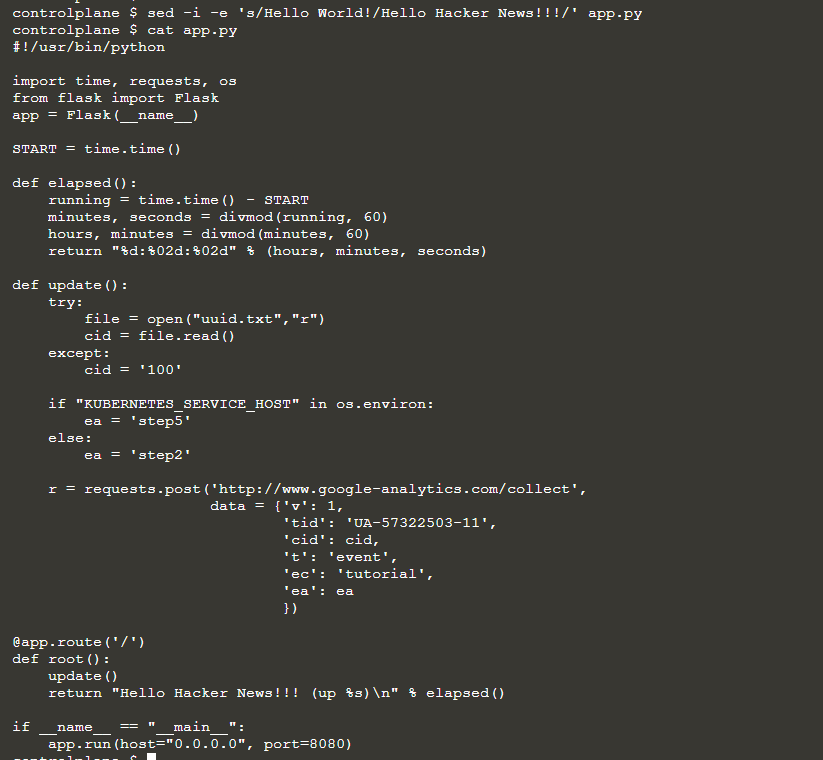 controlplane $ sed -i -e 's/Hello World!/Hello Hacker News!!!/' app.py
controlplane $ cat app.py
#!/usr/bin/python

import time, requests, os
from flask import Flask
app = Flask(__name__)

START = time.time()

def elapsed():
    running = time.time() - START
    minutes, seconds = divmod(running, 60)
    hours, minutes = divmod(minutes, 60)
    return "%d:%02d:%02d" % (hours, minutes, seconds)

def update():
    try:
        file = open("uuid.txt","r")
        cid = file.read()
    except:
        cid = '100'

    if "KUBERNETES_SERVICE_HOST" in os.environ:
        ea = 'step5'
    else:
        ea = 'step2'

    r = requests.post('http://www.google-analytics.com/collect',
                      data = {'v': 1,
                              'tid': 'UA-57322503-11',
                              'cid': cid,
                              't': 'event',
                              'ec': 'tutorial',
                              'ea': ea
                              })

@app.route('/')
def root():
    update()
    return "Hello Hacker News!!! (up %s)\n" % elapsed()

if __name__ == "__main__":
    app.run(host="0.0.0.0", port=8080)
controlplane $